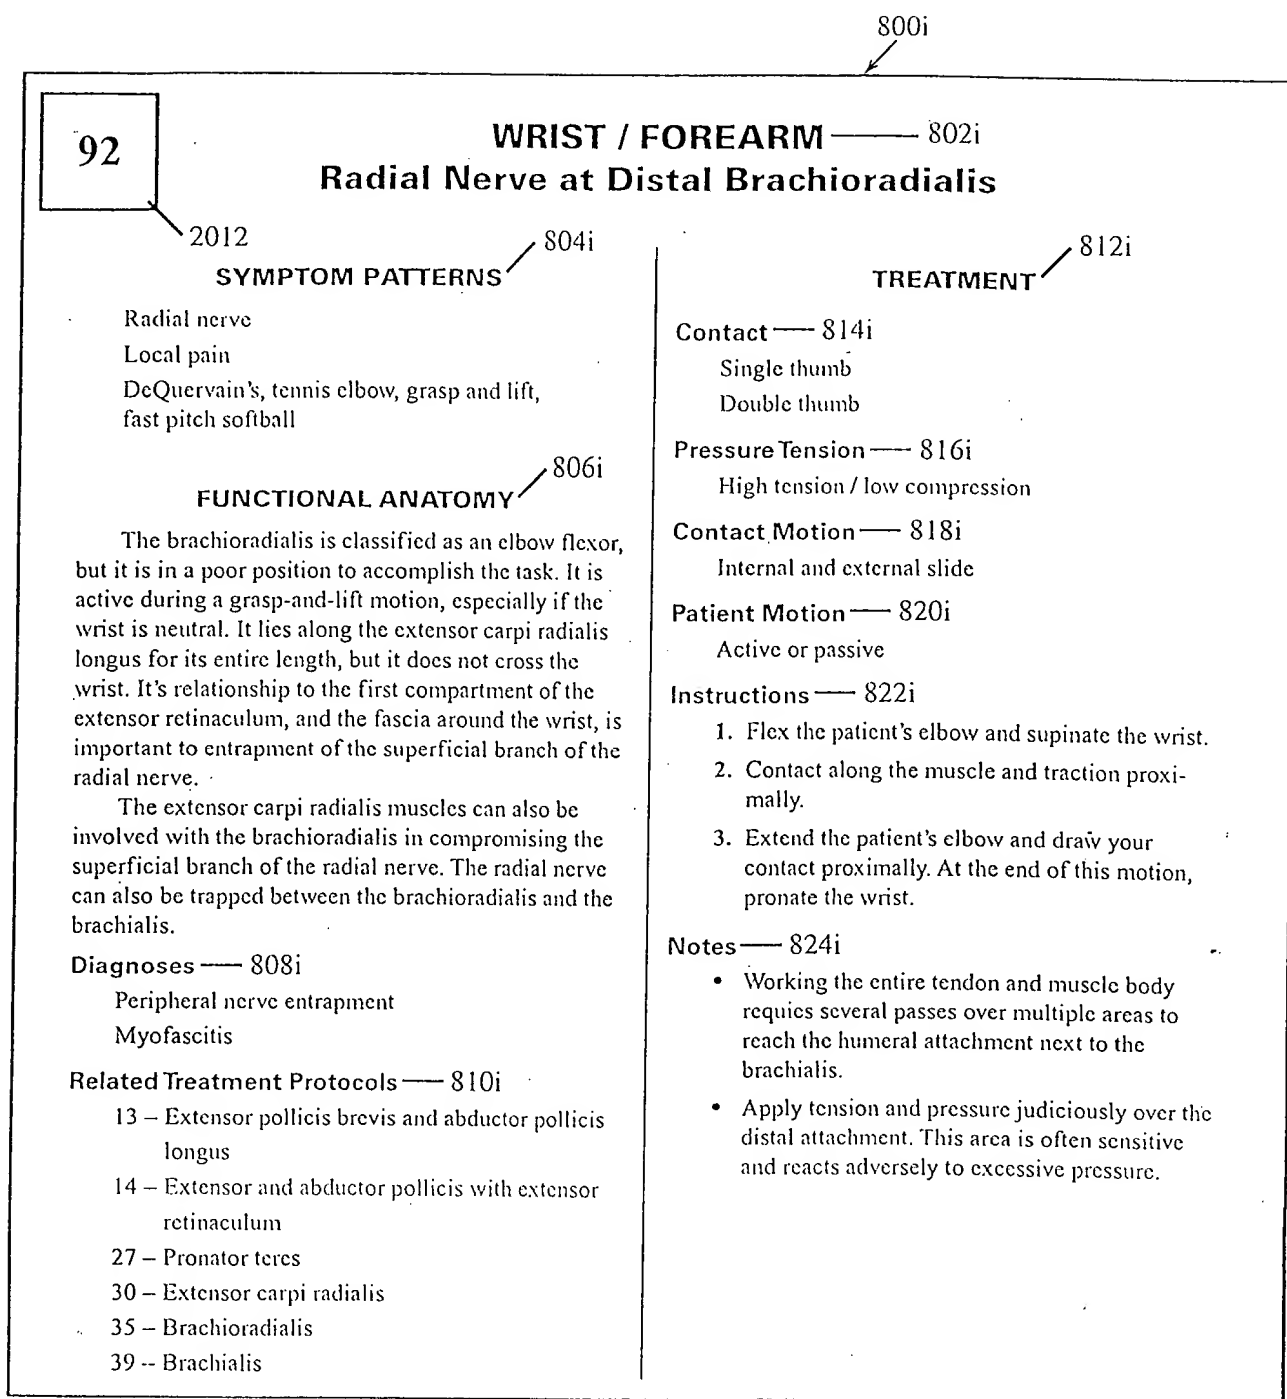 800i
92
WRIST / FOREARM 802i
Radial Nerve at Distal Brachioradialis
2012
804i
SYMPTOM PATTERNS
Radial nerve
Local pain
DeQuervain's, tennis elbow, grasp and lift,
fast pitch softball
806i
FUNCTIONAL ANATOMY
The brachioradialis is classified as an elbow flexor,
but it is in a poor position to accomplish the task. It is
active during a grasp-and-lift motion, especially if the
wrist is neutral. It lies along the extensor carpi radialis
longus for its entire length, but it does not cross the
wrist. It's relationship to the first compartment of the
extensor retinaculum, and the fascia around the wrist, is
important to entrapment of the superficial branch of the
radial nerve.
The extensor carpi radialis muscles can also be
involved with the brachioradialis in compromising the
superficial branch of the radial nerve. The radial nerve
can also be trapped between the brachioradialis and the
brachialis.
Diagnoses 808i
Peripheral nerve entrapment
Myofascitis
Related Treatment Protocols 810i
13 – Extensor pollicis brevis and abductor pollicis
longus
14 – Extensor and abductor pollicis with extensor
retinaculum
27 – Pronator teres
30 – Extensor carpi radialis
35 – Brachioradialis
39 -- Brachialis
812i
TREATMENT
Contact 814i
Single thumb
Double thumb
Pressure Tension 816i
High tension / low compression
Contact Motion 818i
Internal and external slide
Patient Motion 820i
Active or passive
Instructions 822i
1. Flex the patient's elbow and supinate the wrist.
2. Contact along the muscle and traction proxi-
mally.
3. Extend the patient's elbow and draw your
contact proximally. At the end of this motion,
pronate the wrist.
Notes 824i
• Working the entire tendon and muscle body
requies several passes over multiple areas to
reach the humeral attachment next to the
brachialis.
• Apply tension and pressure judiciously over the
distal attachment. This area is often sensitive
and reacts adversely to excessive pressure.